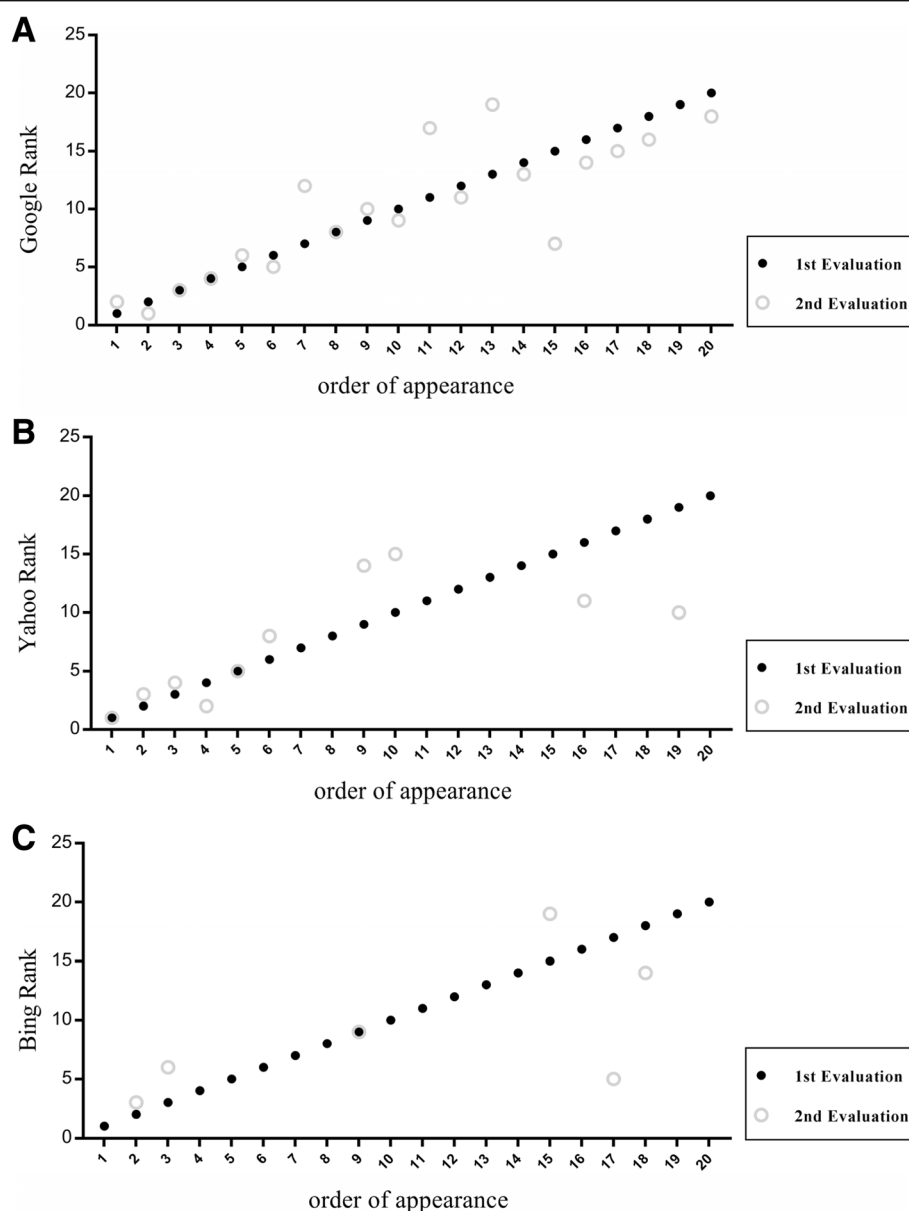 A
25
20
15
10
5
0
Google Rank
1 2 3 4 5 6 7 8 9 10 11 12 13 14 15 16 17 18 19 20
order of appearance
1st Evaluation
2nd Evaluation
B
25
20
15
10
5
0
Yahoo Rank
1 2 3 4 5 6 7 8 9 10 11 12 13 14 15 16 17 18 19 20
order of appearance
1st Evaluation
2nd Evaluation
C
25
20
15
10
5
0
Bing Rank
1 2 3 4 5 6 7 8 9 10 11 12 13 14 15 16 17 18 19 20
order of appearance
1st Evaluation
2nd Evaluation